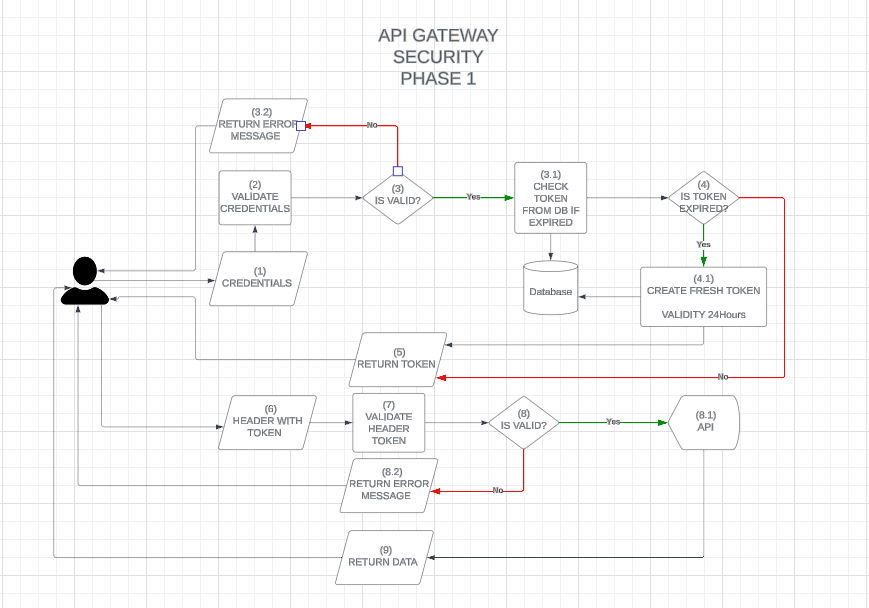 API GATEWAY
SECURITY
PHASE 1
(3.2)
RETURN ERROR
MESSAGE
No
(2)
VALIDATE
CREDENTIALS
(3)
IS VALID?
Yes
(3.1)
CHECK
TOKEN
FROM DB IF
EXPIRED
(4)
IS TOKEN
EXPIRED?
Yes
(1)
CREDENTIALS
Database
(4.1)
CREATE FRESH TOKEN
VALIDITY 24Hours
(5)
RETURN TOKEN
No
(6)
HEADER WITH
TOKEN
(7)
VALIDATE
HEADER
TOKEN
(8)
IS VALID?
Yes
(8.1)
API
(8.2)
RETURN ERROR
MESSAGE
No
(9)
RETURN DATA